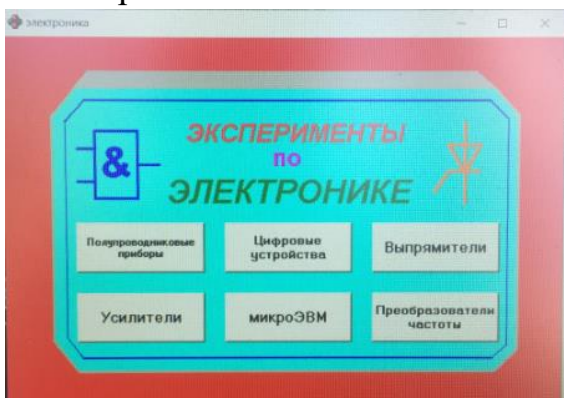 электроника
ЭКСПЕРИМЕНТЫ
ПО
ЭЛЕКТРОНИКЕ
&
Полупроводниковые
приборы
Цифровые
устройства
Выпрямители
Усилители
микроЭВМ
Преобразователи
частоты